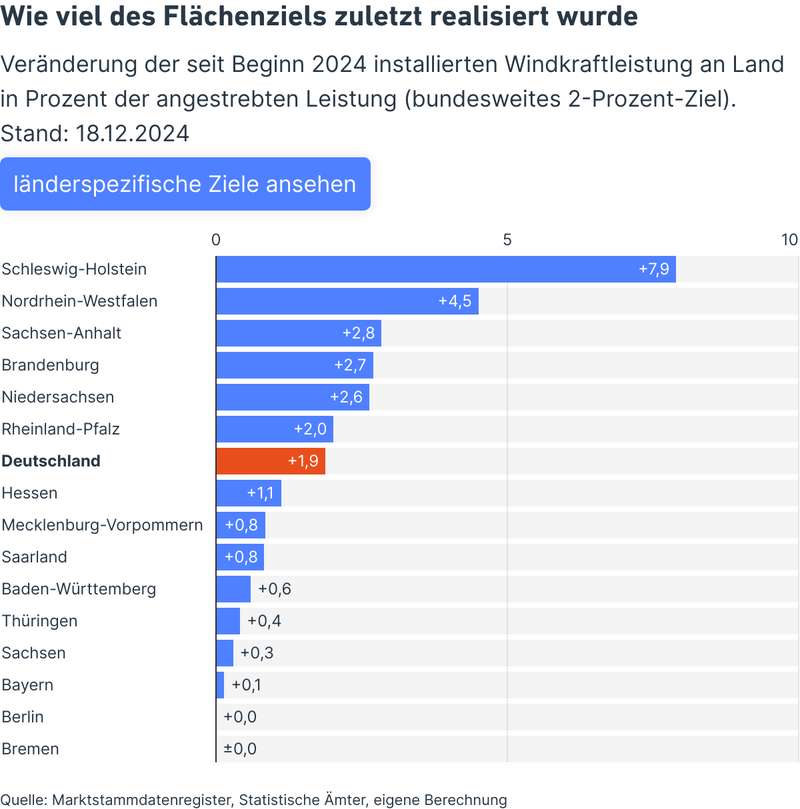 Wie viel des Flächenziels zuletzt realisiert wurde
Veränderung der seit Beginn 2024 installierten Windkraftleistung an Land
in Prozent der angestrebten Leistung (bundesweites 2-Prozent-Ziel).
Stand: 18.12.2024
länderspezifische Ziele ansehen
0 5 10
Schleswig-Holstein +7,9
Nordrhein-Westfalen +4,5
Sachsen-Anhalt +2,8
Brandenburg +2,7
Niedersachsen +2,6
Rheinland-Pfalz +2,0
Deutschland +1,9
Hessen +1,1
Mecklenburg-Vorpommern +0,8
Saarland +0,8
Baden-Württemberg +0,6
Thüringen +0,4
Sachsen +0,3
Bayern +0,1
Berlin +0,0
Bremen ±0,0
Quelle: Marktstammdatenregister, Statistische Ämter, eigene Berechnung